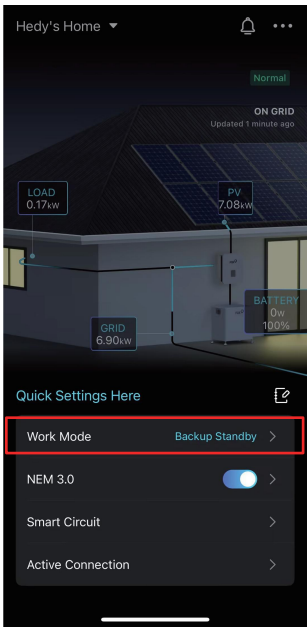 Hedy's Home
Normal
ON GRID
Updated 1 minute ago
LOAD
0.17kW
PV
7.08kW
BATTERY
0W
100%
GRID
6.90kW
Quick Settings Here
Work Mode Backup Standby
NEM 3.0
Smart Circuit
Active Connection